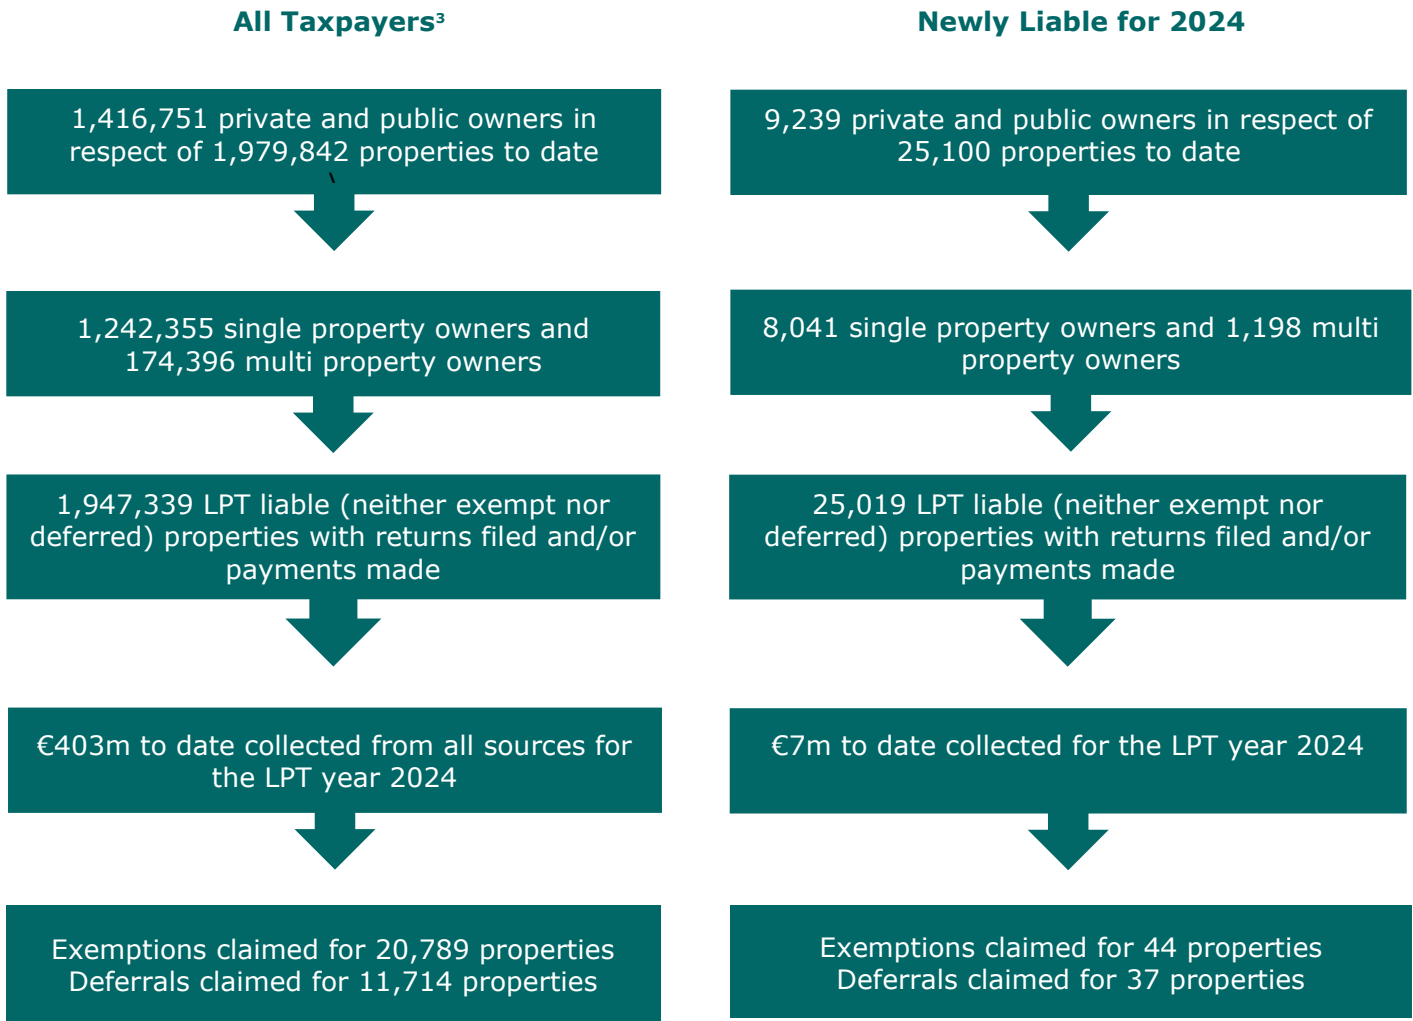 All Taxpayers³
1,416,751 private and public owners in
respect of 1,979,842 properties to date
\
1,242,355 single property owners and
174,396 multi property owners
1,947,339 LPT liable (neither exempt nor
deferred) properties with returns filed and/or
payments made
€403m to date collected from all sources for
the LPT year 2024
Exemptions claimed for 20,789 properties
Deferrals claimed for 11,714 properties
Newly Liable for 2024
9,239 private and public owners in respect of
25,100 properties to date
8,041 single property owners and 1,198 multi
property owners
25,019 LPT liable (neither exempt nor
deferred) properties with returns filed and/or
payments made
€7m to date collected for the LPT year 2024
Exemptions claimed for 44 properties
Deferrals claimed for 37 properties